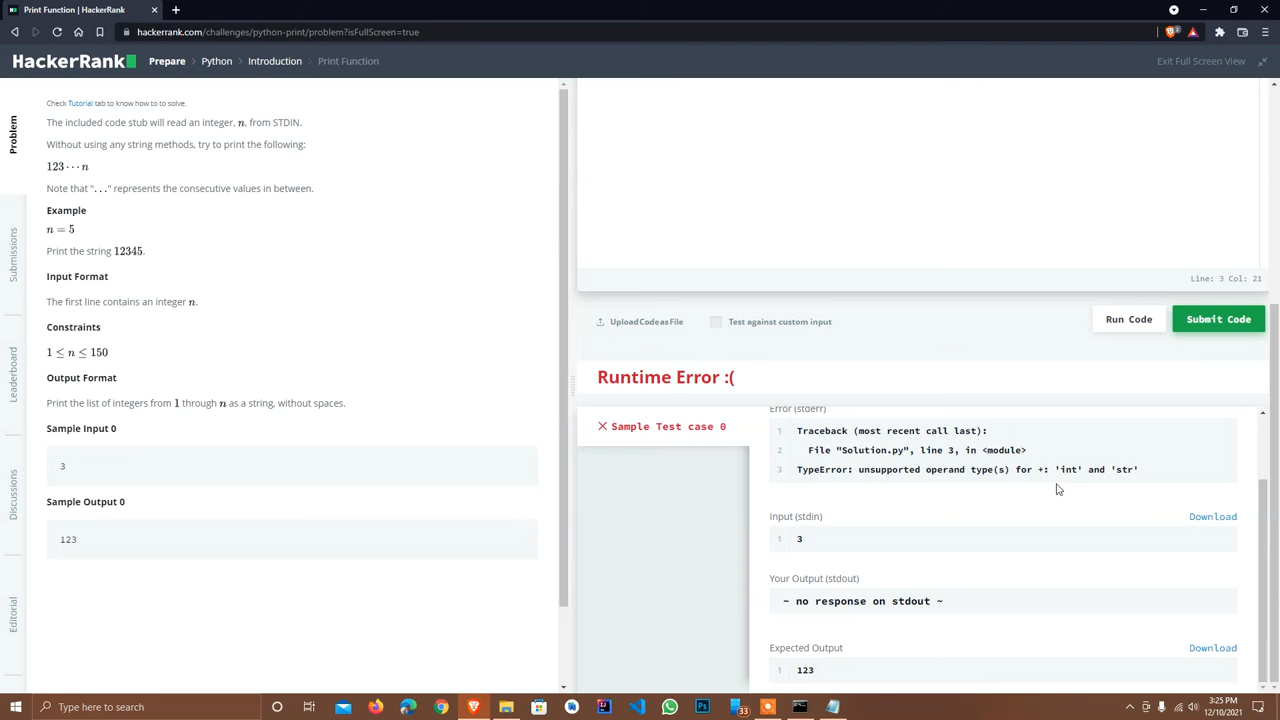 Print Function | HackerRank
hackerrank.com/challenges/python-print/problem?isFullScreen=true
HackerRank
Prepare
Python
Introduction
Print Function
Exit Full Screen View
Problem
Submissions
Leaderboard
Discussions
Editorial
Check Tutorial tab to know how to to solve.
The included code stub will read an integer, n, from STDIN.
Without using any string methods, try to print the following:
123 ··· n
Note that "..." represents the consecutive values in between.
Example
n = 5
Print the string 12345.
Input Format
The first line contains an integer n.
Constraints
1 ≤ n ≤ 150
Output Format
Print the list of integers from 1 through n as a string, without spaces.
Sample Input 0
3
Sample Output 0
123
Line: 3 Col: 21
Upload Code as File
Test against custom input
Run Code
Submit Code
Runtime Error :(
Sample Test case 0
Error (stderr)
1 Traceback (most recent call last):
2 File "Solution.py", line 3, in <module>
3 TypeError: unsupported operand type(s) for +: 'int' and 'str'
Input (stdin)
Download
1 3
Your Output (stdout)
~ no response on stdout ~
Expected Output
Download
1 123
Type here to search
33
3:25 PM
12/10/2021